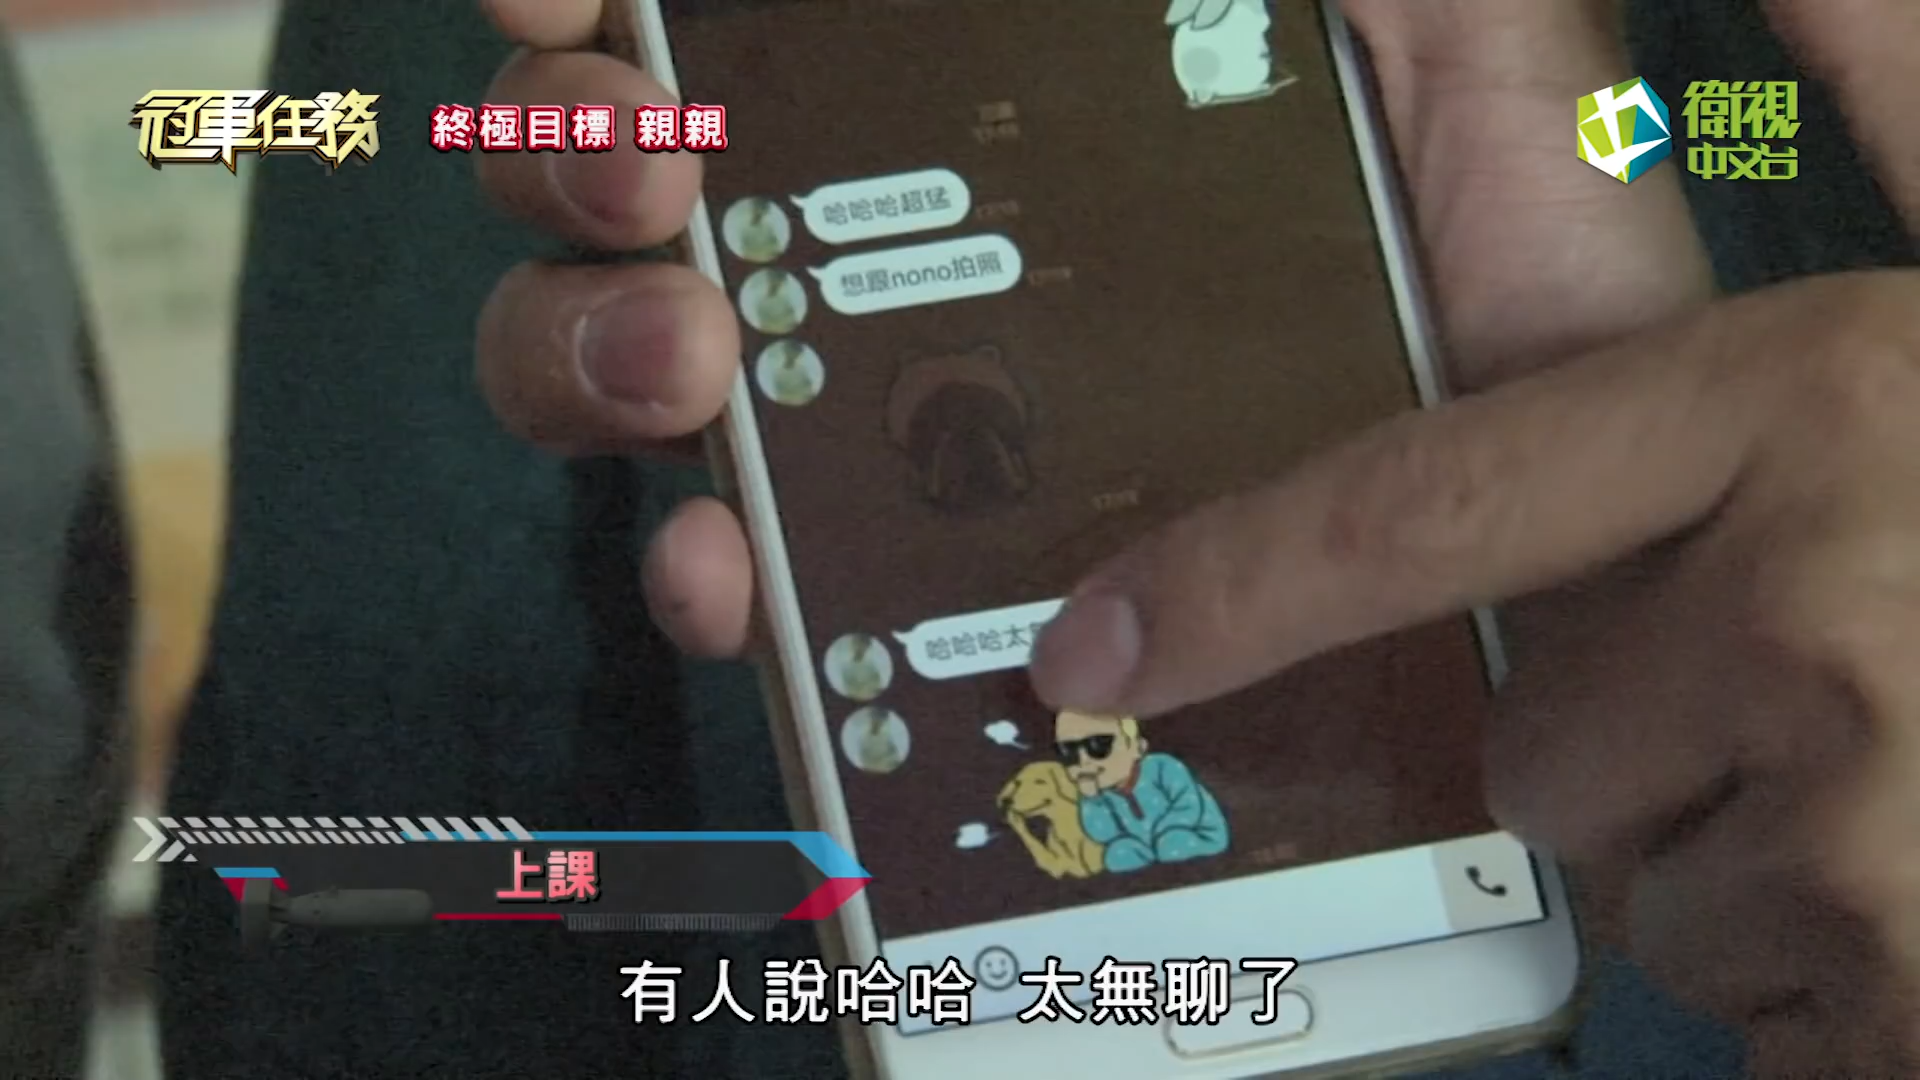 冠軍任務
終極目標 親親
衛視
中文台
哈哈哈超猛
想跟nono拍照
哈哈哈太
上課
有人說哈哈 太無聊了